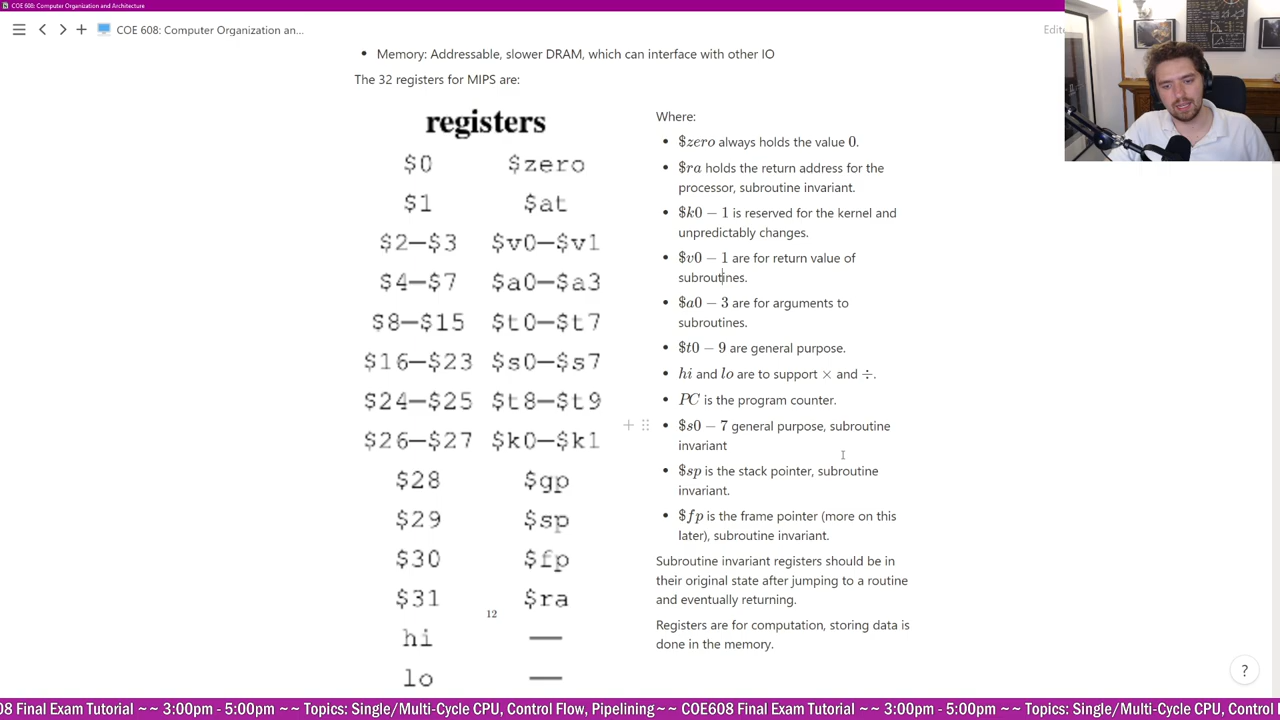 COE 608: Computer Organization and Architecture
COE 608: Computer Organization an...
Edite
• Memory: Addressable, slower DRAM, which can interface with other IO
The 32 registers for MIPS are:
registers
$0 $zero
$1 $at
$2–$3 $v0–$v1
$4–$7 $a0–$a3
$8–$15 $t0–$t7
$16–$23 $s0–$s7
$24–$25 $t8–$t9
$26–$27 $k0–$k1
$28 $gp
$29 $sp
$30 $fp
$31 $ra
12
hi —
lo —
Where:
• $zero always holds the value 0.
• $ra holds the return address for the
processor, subroutine invariant.
• $k0 − 1 is reserved for the kernel and
unpredictably changes.
• $v0 − 1 are for return value of
subroutines.
• $a0 − 3 are for arguments to
subroutines.
• $t0 − 9 are general purpose.
• hi and lo are to support × and ÷.
• PC is the program counter.
• $s0 − 7 general purpose, subroutine
invariant
• $sp is the stack pointer, subroutine
invariant.
• $fp is the frame pointer (more on this
later), subroutine invariant.
Subroutine invariant registers should be in
their original state after jumping to a routine
and eventually returning.
Registers are for computation, storing data is
done in the memory.
?
08 Final Exam Tutorial ~~ 3:00pm - 5:00pm ~~ Topics: Single/Multi-Cycle CPU, Control Flow, Pipelining ~~ COE608 Final Exam Tutorial ~~ 3:00pm - 5:00pm ~~ Topics: Single/Multi-Cycle CPU, Control